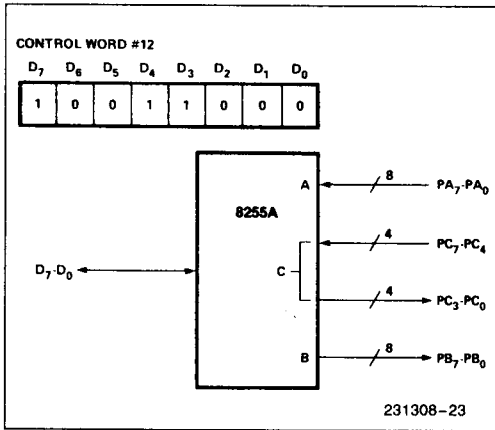 CONTROL WORD #12
D7 D6 D5 D4 D3 D2 D1 D0
1 0 0 1 1 0 0 0
A 8 PA7-PA0
8255A
4 PC7-PC4
D7-D0 C
4 PC3-PC0
B 8 PB7-PB0
231308-23